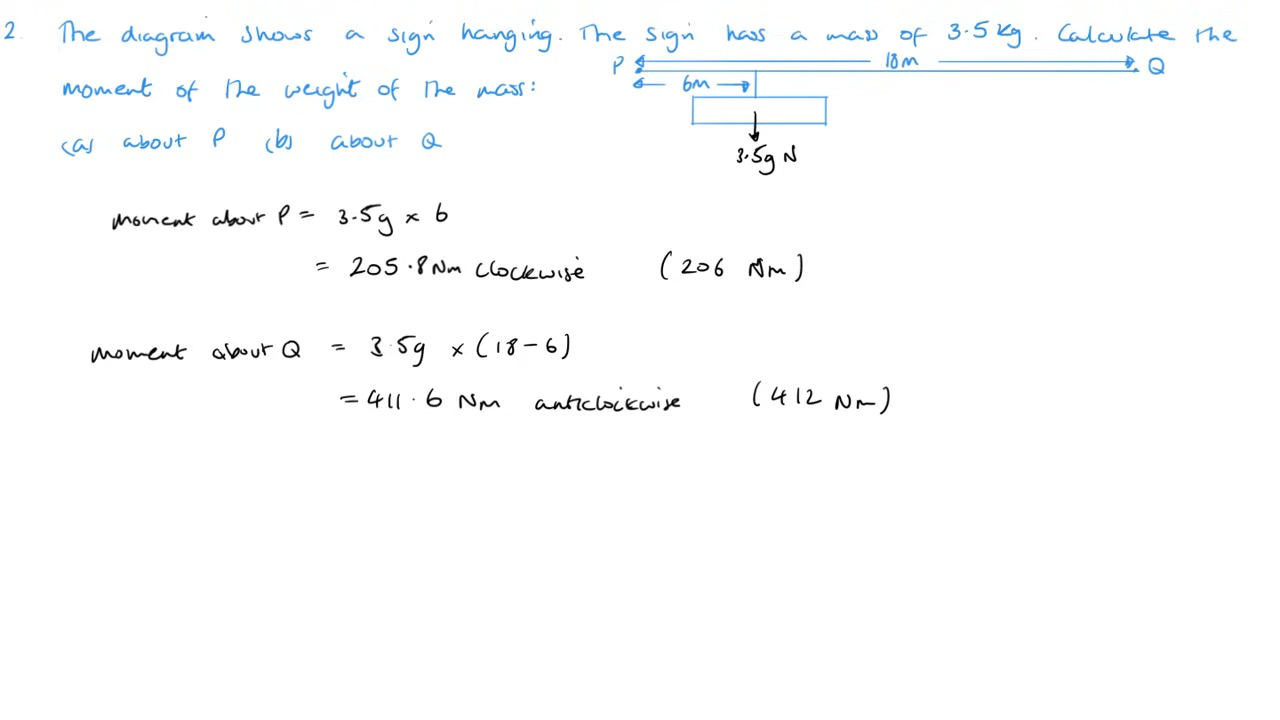 2. The diagram shows a sign hanging. The sign has a mass of 3.5 kg. Calculate the
moment of the weight of the mass:
(a) about P (b) about Q
P 18m Q
6m
3.5g N
moment about P = 3.5g × 6
= 205.8 Nm clockwise (206 Nm)
moment about Q = 3.5g × (18-6)
= 411.6 Nm anticlockwise (412 Nm)